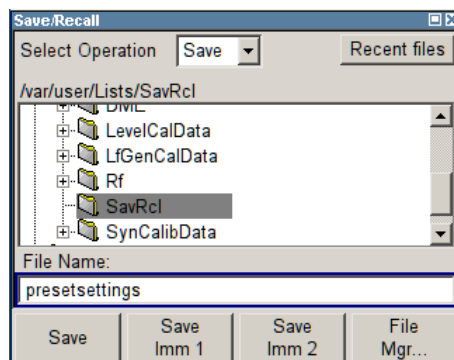 Save/Recall
Select Operation Save Recent files
/var/user/Lists/SavRcl
DME
LevelCalData
LfGenCalData
Rf
SavRcl
SynCalibData
File Name:
presetsettings
Save Save Imm 1 Save Imm 2 File Mgr...